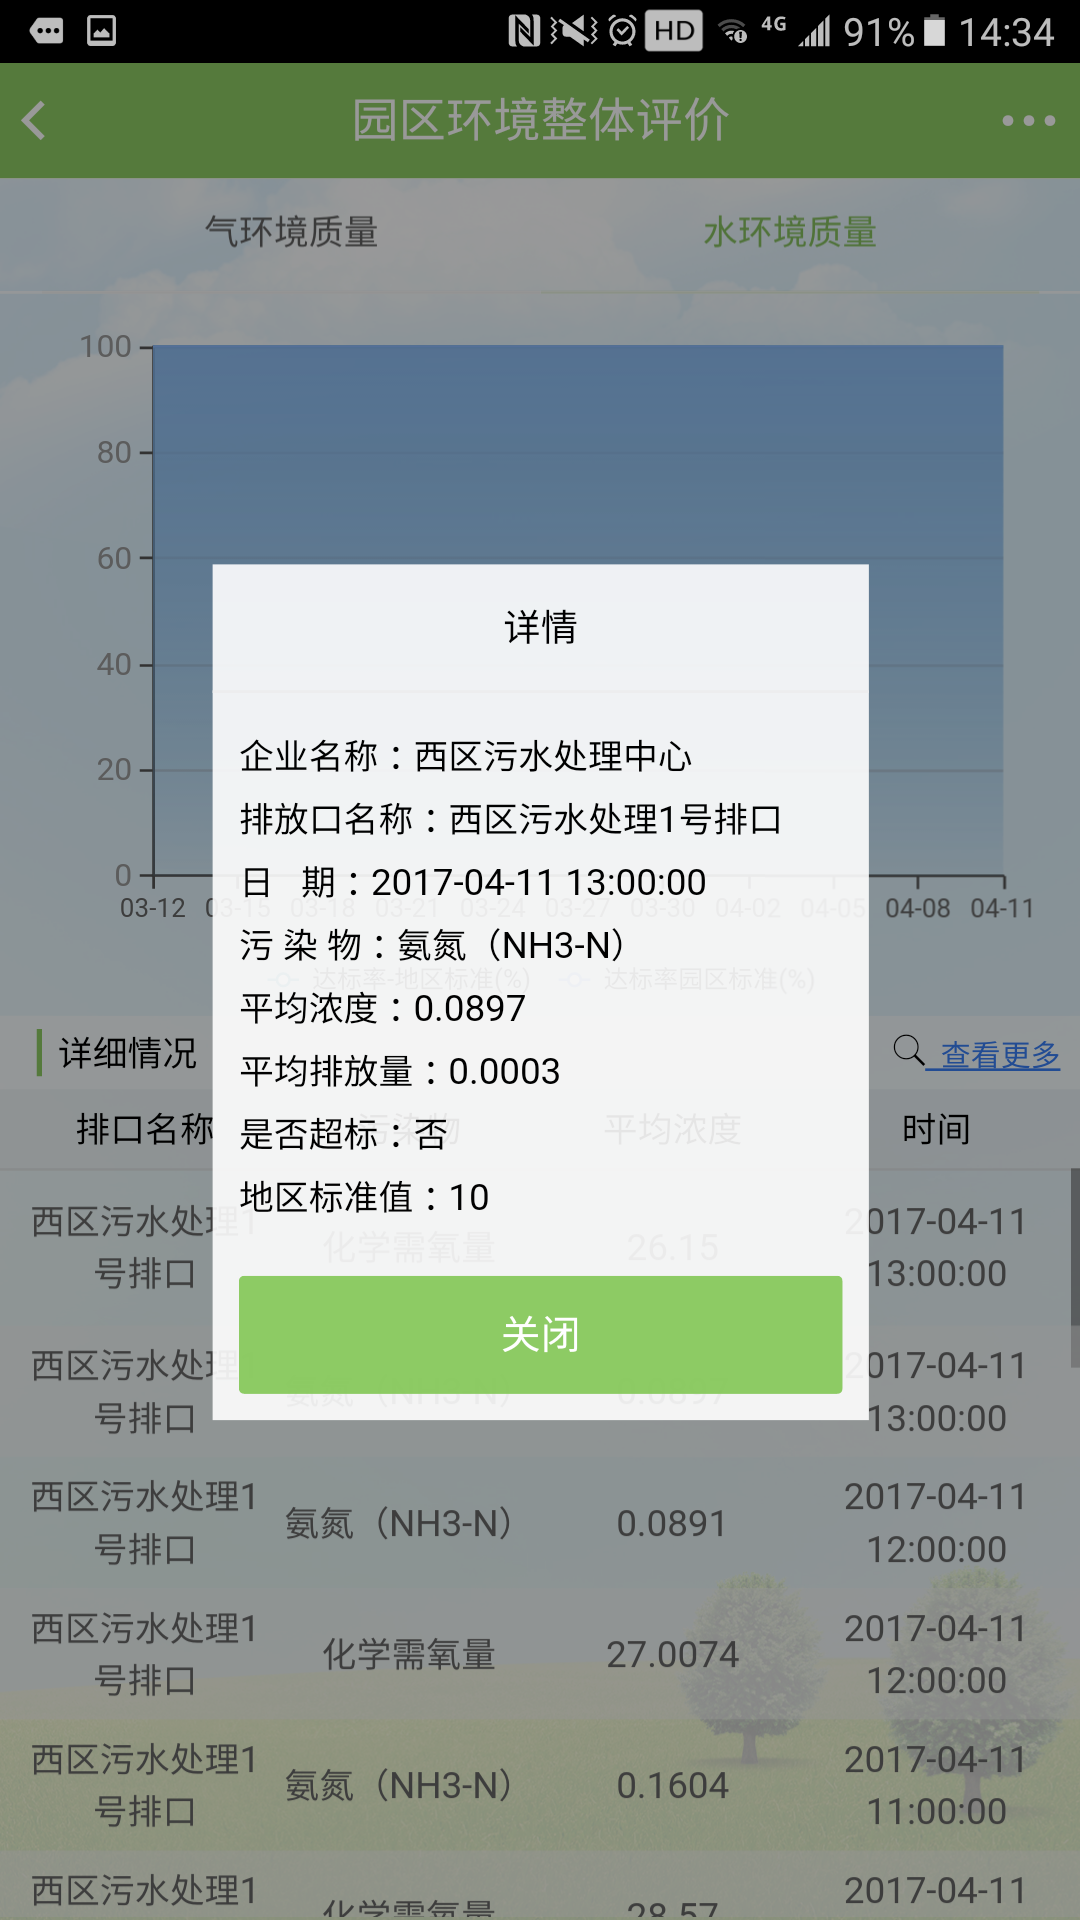 HD 4G 91% 14:34
园区环境整体评价
气环境质量 水环境质量
100
80
60
40
20
0
03-12 03-15 03-18 03-21 03-24 03-27 03-30 04-02 04-05 04-08 04-11
达标率-地区标准(%) 达标率园区标准(%)
详情
企业名称：西区污水处理中心
排放口名称：西区污水处理1号排口
日 期：2017-04-11 13:00:00
污 染 物：氨氮（NH3-N）
平均浓度：0.0897
平均排放量：0.0003
是否超标：否
地区标准值：10
关闭
详细情况 查看更多
排口名称 污染物 平均浓度 时间
西区污水处理1号排口 化学需氧量 26.15 2017-04-11 13:00:00
西区污水处理1号排口 氨氮（NH3-N） 0.0897 2017-04-11 13:00:00
西区污水处理1号排口 氨氮（NH3-N） 0.0891 2017-04-11 12:00:00
西区污水处理1号排口 化学需氧量 27.0074 2017-04-11 12:00:00
西区污水处理1号排口 氨氮（NH3-N） 0.1604 2017-04-11 11:00:00
西区污水处理1 化学需氧量 28.57 2017-04-11